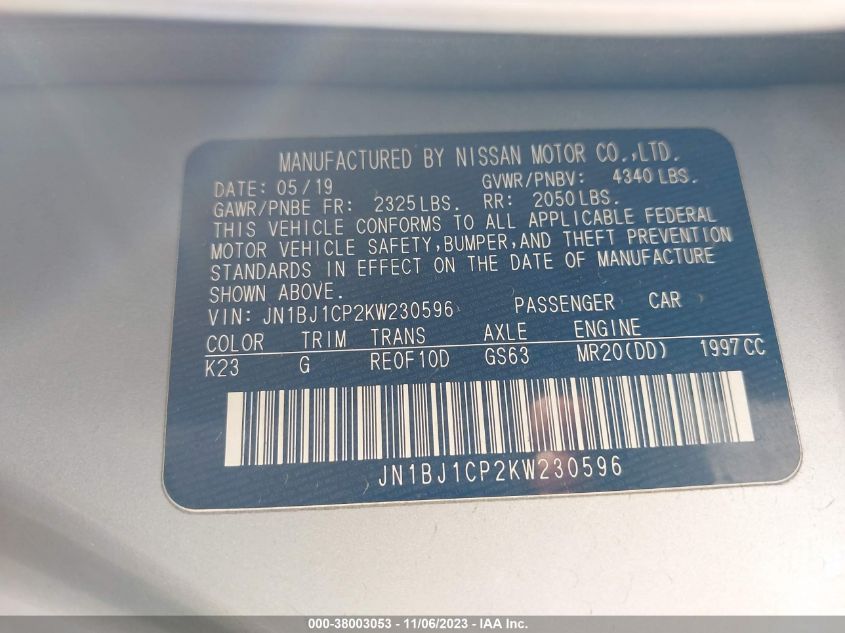 MANUFACTURED BY NISSAN MOTOR CO.,LTD.
DATE: 05/19 GVWR/PNBV: 4340 LBS.
GAWR/PNBE FR: 2325LBS. RR: 2050LBS.
THIS VEHICLE CONFORMS TO ALL APPLICABLE FEDERAL
MOTOR VEHICLE SAFETY,BUMPER,AND THEFT PREVENTION
STANDARDS IN EFFECT ON THE DATE OF MANUFACTURE
SHOWN ABOVE.
VIN: JN1BJ1CP2KW230596 PASSENGER CAR
COLOR TRIM TRANS AXLE ENGINE
K23 G RE0F10D GS63 MR20(DD) 1997CC
JN1BJ1CP2KW230596
000-38003053 - 11/06/2023 - IAA Inc.